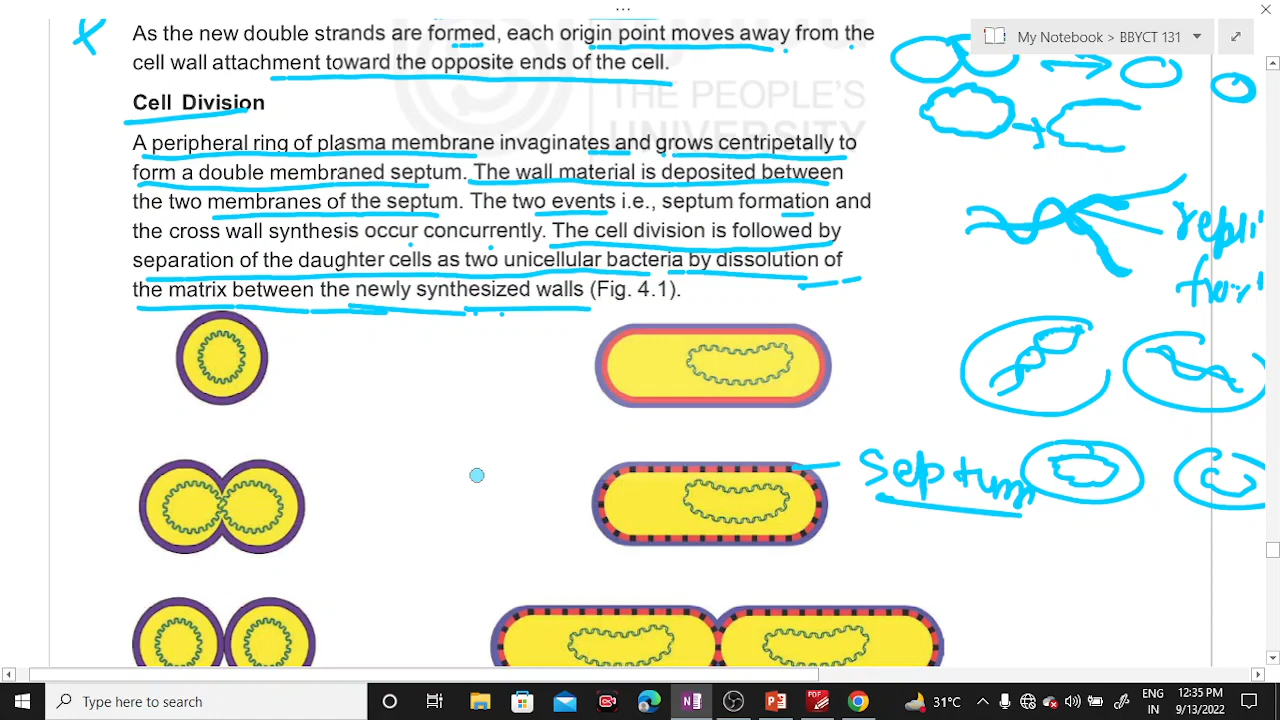 ...
My Notebook > BBYCT 131
As the new double strands are formed, each origin point moves away from the
cell wall attachment toward the opposite ends of the cell.
THE PEOPLE'S
UNIVERSITY
Cell Division
A peripheral ring of plasma membrane invaginates and grows centripetally to
form a double membraned septum. The wall material is deposited between
the two membranes of the septum. The two events i.e., septum formation and
the cross wall synthesis occur concurrently. The cell division is followed by
separation of the daughter cells as two unicellular bacteria by dissolution of
the matrix between the newly synthesized walls (Fig. 4.1).
repli
for
Septum
Type here to search
31°C
ENG
IN
12:35 PM
9/13/2022